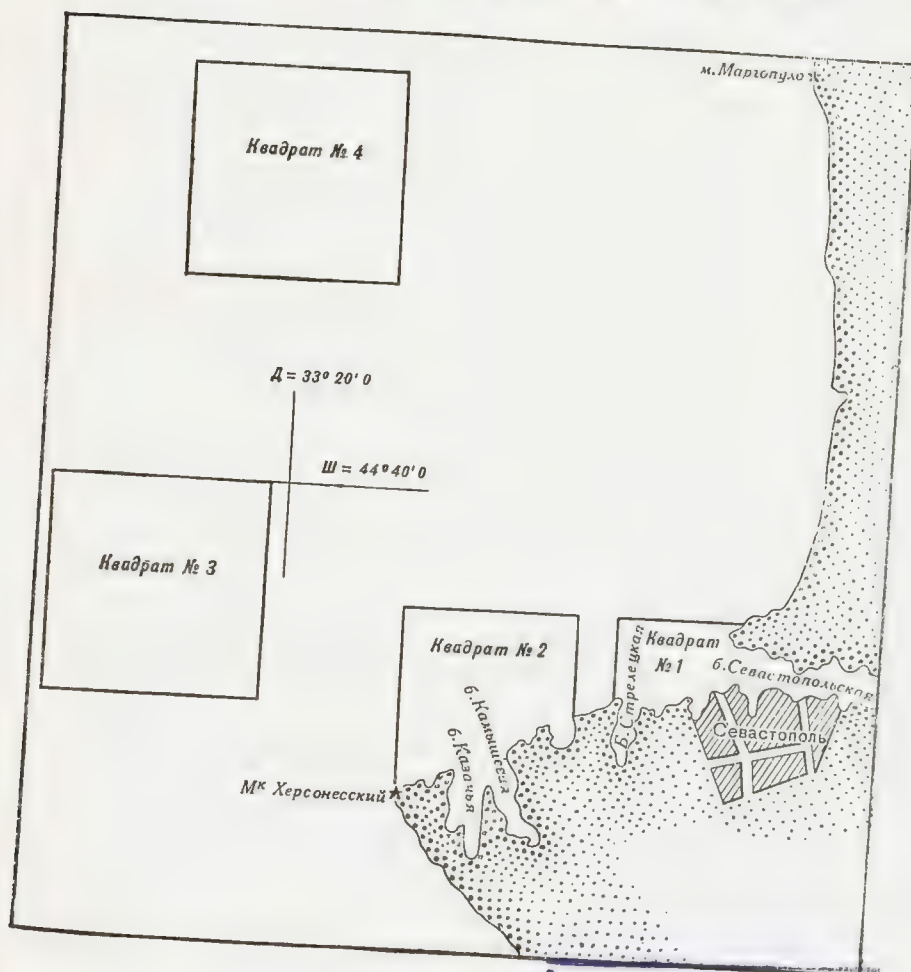 м. Маргопуло
Квадрат № 4
Д = 33° 20' 0
Ш = 44° 40' 0
Квадрат № 3
Квадрат № 2
Квадрат
№ 1
б. Стрелецкая
б. Севастопольская
Севастополь
б. Камышевая
б. Казачья
Мк Херсонесский